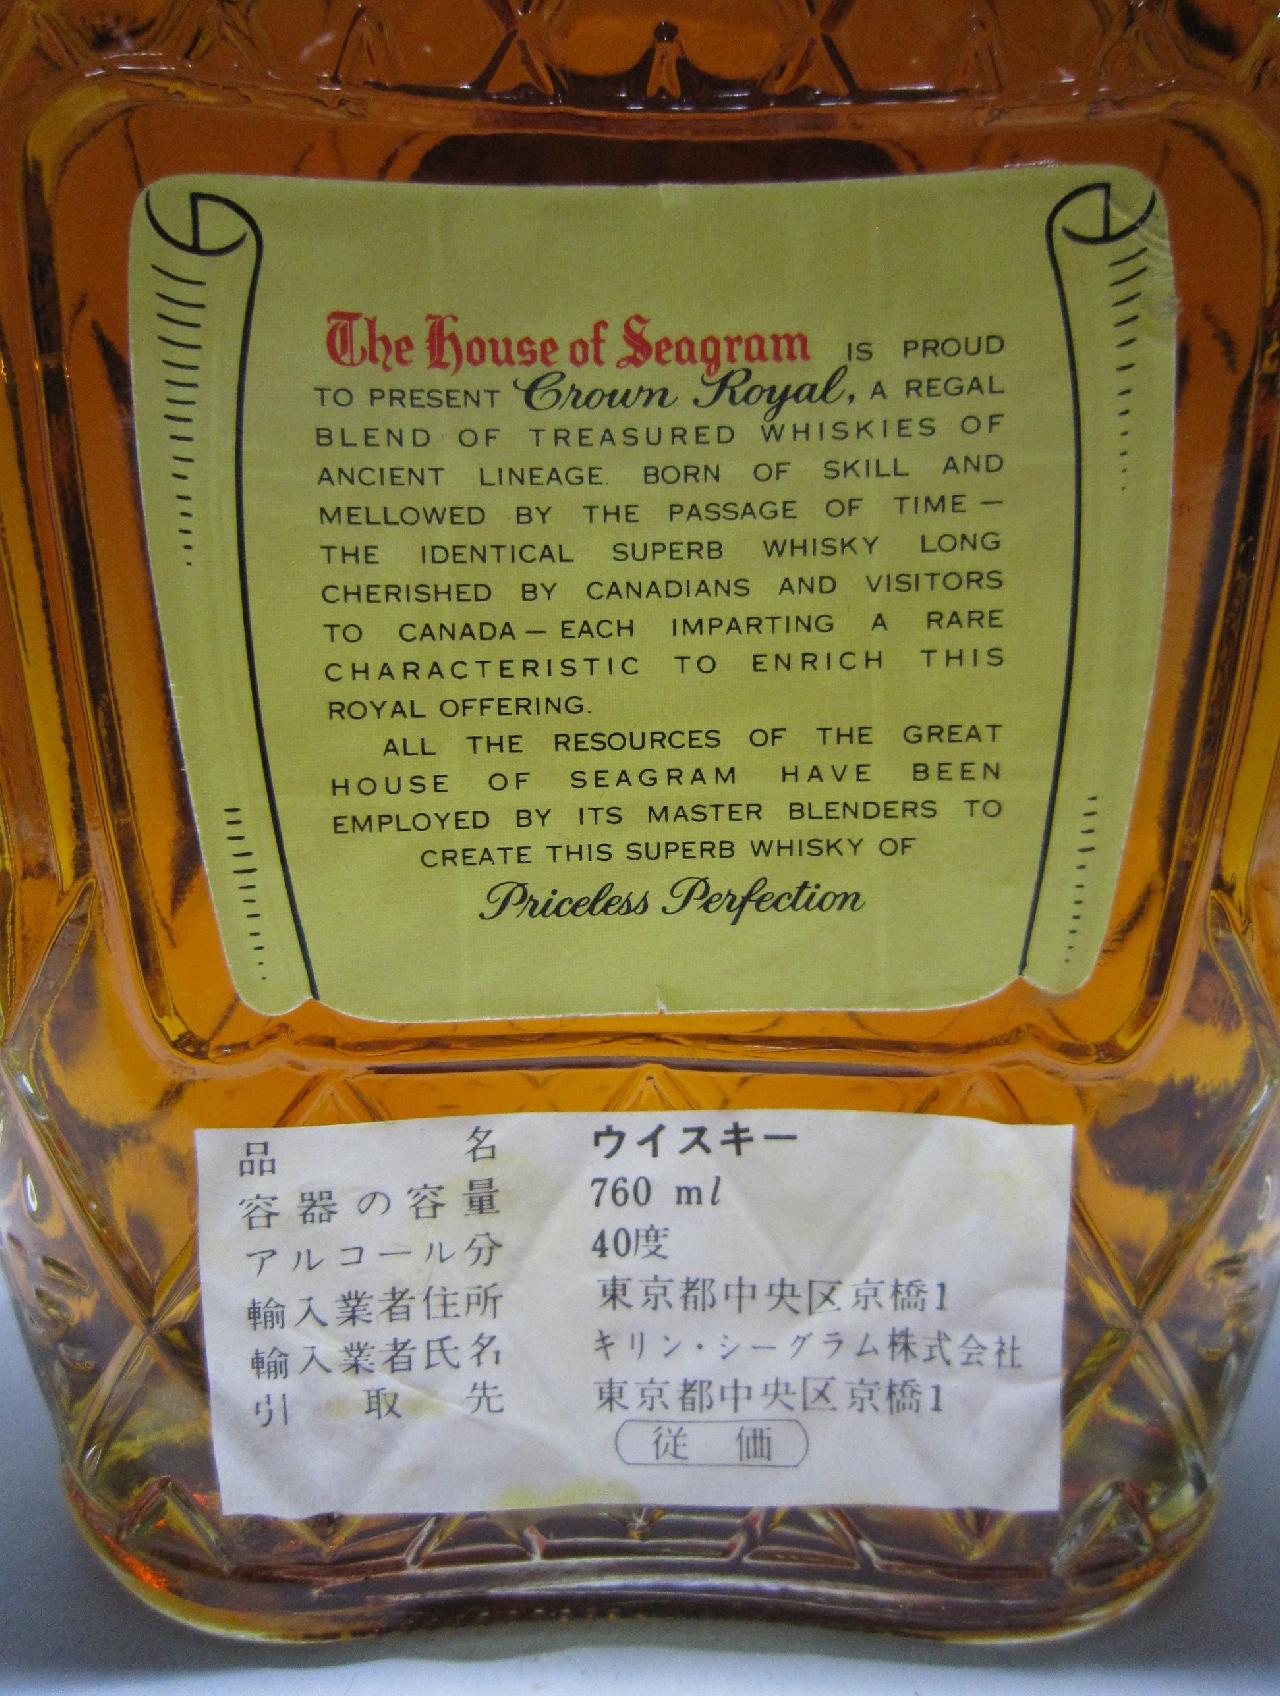 The House of Seagram IS PROUD
TO PRESENT Crown Royal, A REGAL
BLEND OF TREASURED WHISKIES OF
ANCIENT LINEAGE. BORN OF SKILL AND
MELLOWED BY THE PASSAGE OF TIME —
THE IDENTICAL SUPERB WHISKY LONG
CHERISHED BY CANADIANS AND VISITORS
TO CANADA — EACH IMPARTING A RARE
CHARACTERISTIC TO ENRICH THIS
ROYAL OFFERING.
ALL THE RESOURCES OF THE GREAT
HOUSE OF SEAGRAM HAVE BEEN
EMPLOYED BY ITS MASTER BLENDERS TO
CREATE THIS SUPERB WHISKY OF
Priceless Perfection
品名 ウイスキー
容器の容量 760 ml
アルコール分 40度
輸入業者住所 東京都中央区京橋1
輸入業者氏名 キリン・シーグラム株式会社
引取先 東京都中央区京橋1
従価